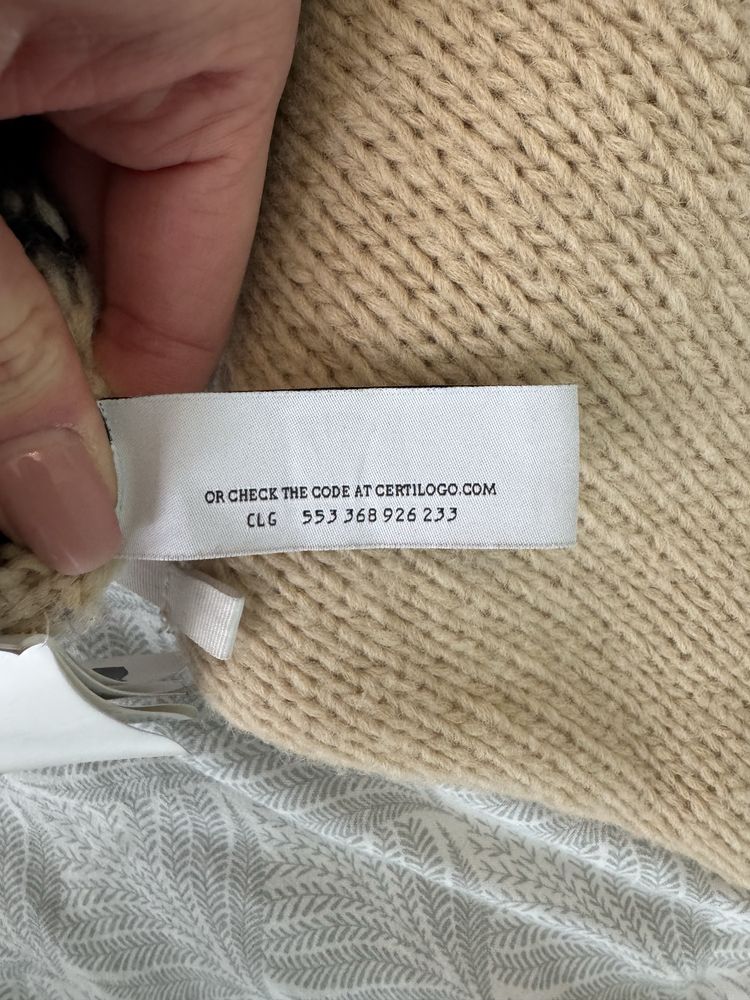 OR CHECK THE CODE AT CERTILOGO.COM
CLG 553 368 926 233